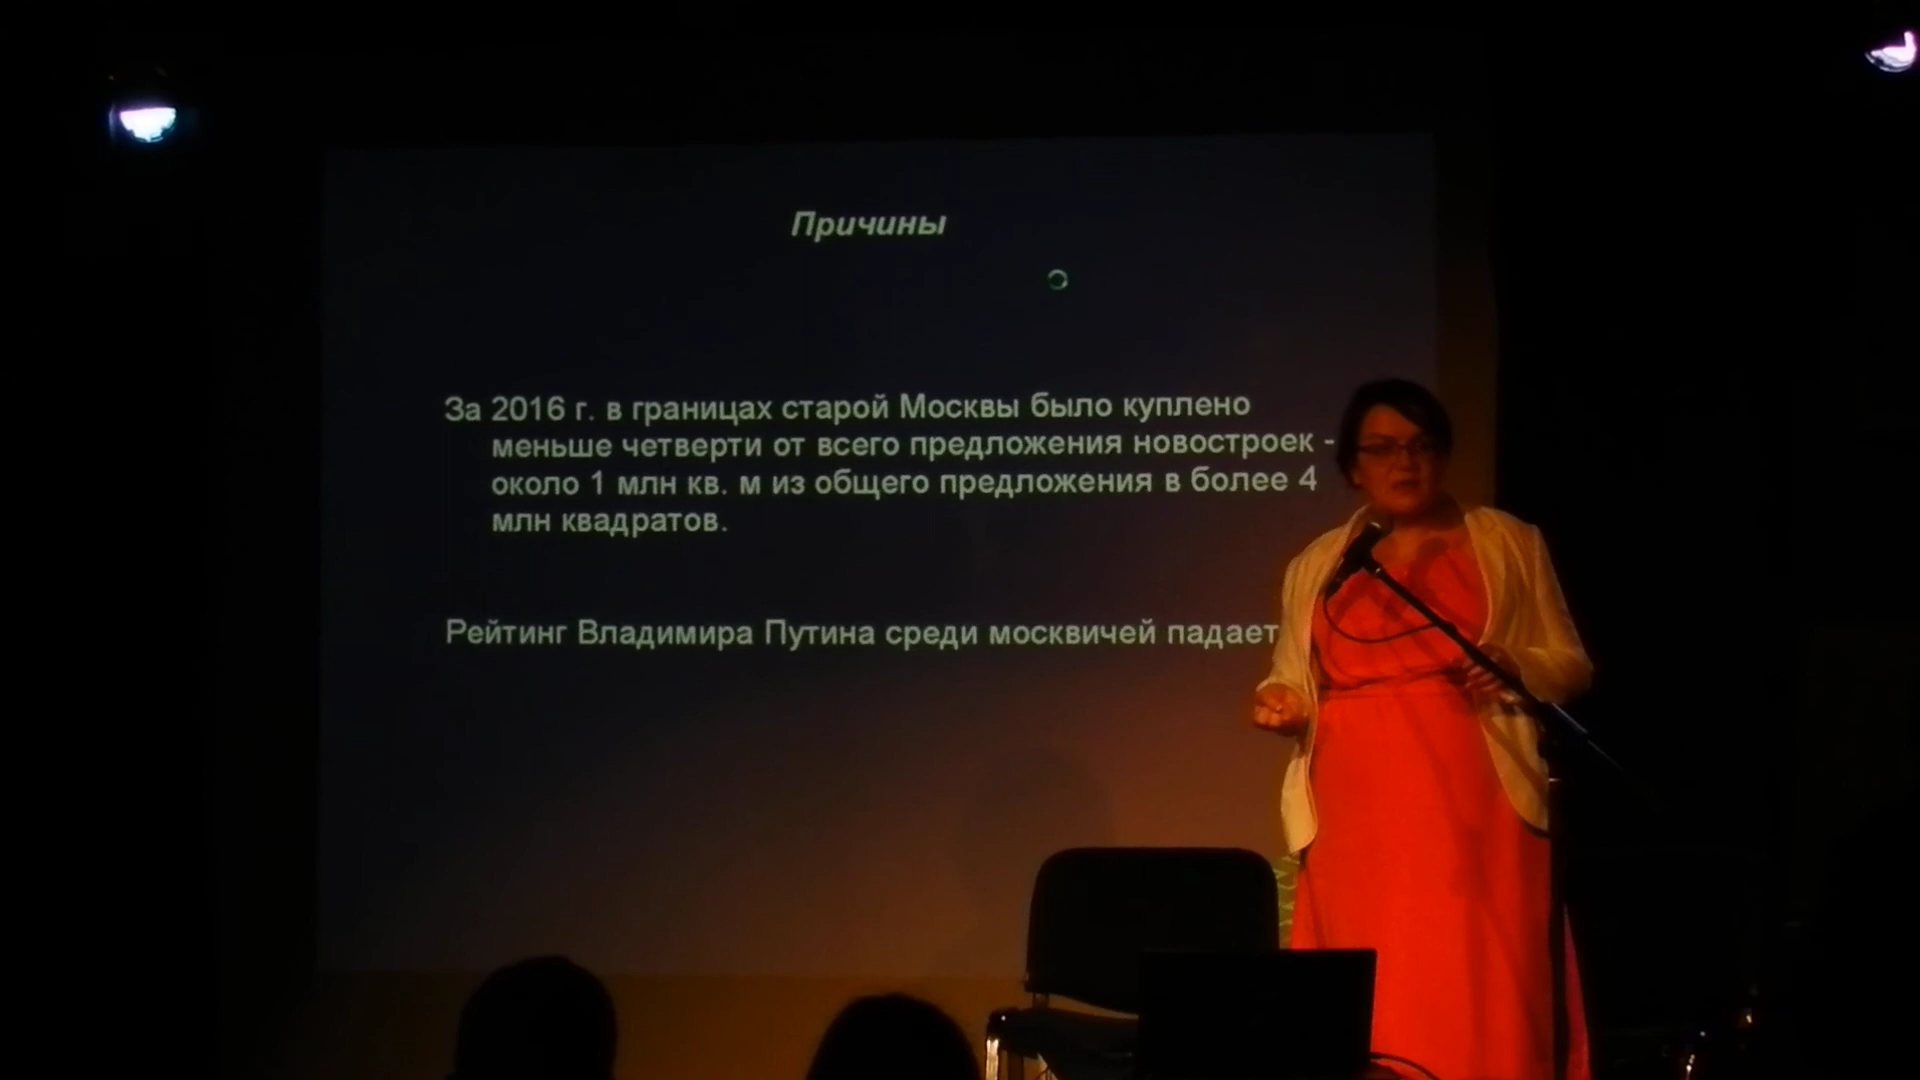 Причины
За 2016 г. в границах старой Москвы было куплено
меньше четверти от всего предложения новостроек -
около 1 млн кв. м из общего предложения в более 4
млн квадратов.
Рейтинг Владимира Путина среди москвичей падает